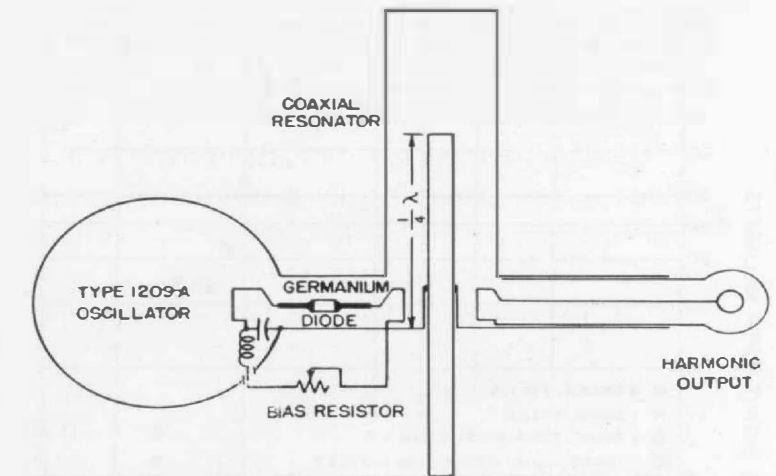 COAXIAL
RESONATOR
1/4 λ
TYPE 1209-A
OSCILLATOR
GERMANIUM
DIODE
BIAS RESISTOR
HARMONIC
OUTPUT